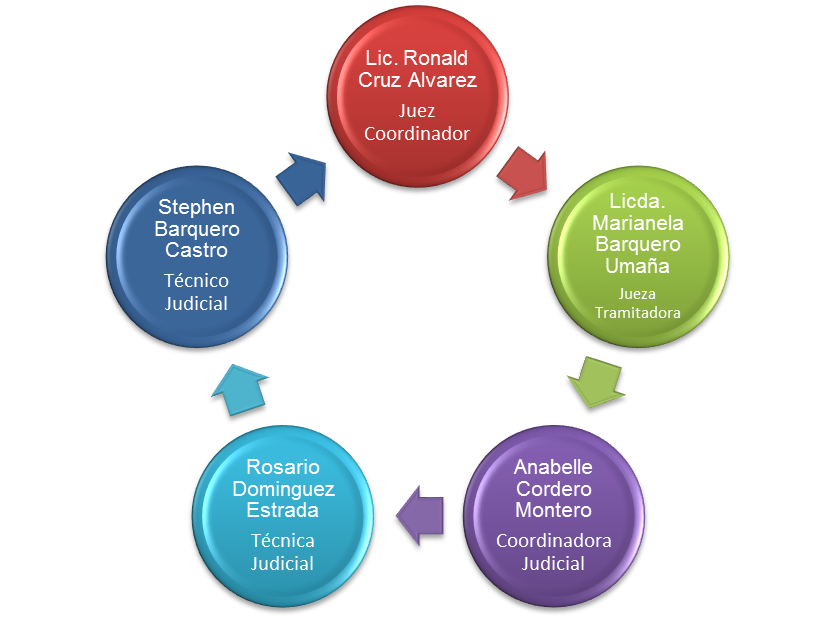 Lic. Ronald
Cruz Alvarez
Juez
Coordinador
Licda.
Marianela
Barquero
Umaña
Jueza
Tramitadora
Anabelle
Cordero
Montero
Coordinadora
Judicial
Rosario
Dominguez
Estrada
Técnica
Judicial
Stephen
Barquero
Castro
Técnico
Judicial